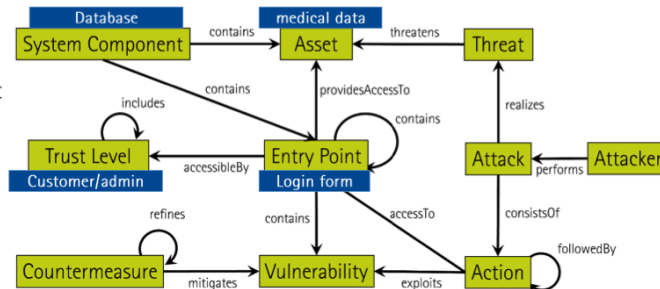 Database
medical data
System Component
contains
Asset
threatens
Threat
contains
providesAccessTo
realizes
includes
contains
Trust Level
accessibleBy
Entry Point
Attack
performs
Attacker
Customer/admin
Login form
refines
contains
accessTo
consistsOf
followedBy
Countermeasure
mitigates
Vulnerability
exploits
Action